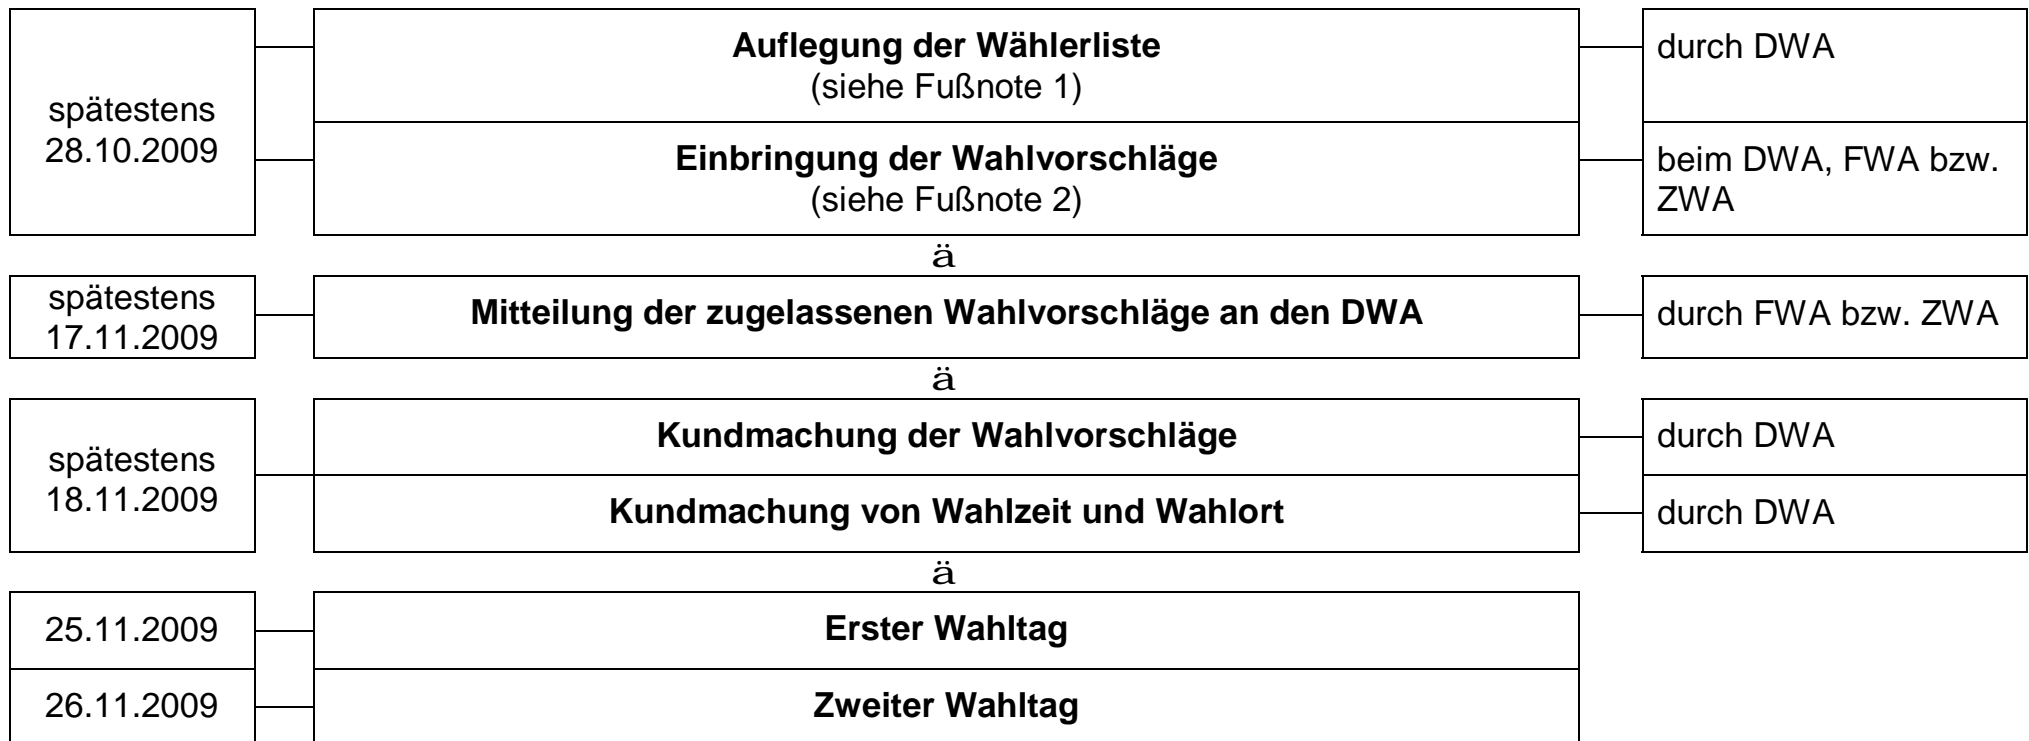 spätestens
28.10.2009
Auflegung der Wählerliste
(siehe Fußnote 1)
durch DWA
Einbringung der Wahlvorschläge
(siehe Fußnote 2)
beim DWA, FWA bzw.
ZWA
ä
spätestens
17.11.2009
Mitteilung der zugelassenen Wahlvorschläge an den DWA
durch FWA bzw. ZWA
ä
spätestens
18.11.2009
Kundmachung der Wahlvorschläge
durch DWA
Kundmachung von Wahlzeit und Wahlort
durch DWA
ä
25.11.2009
Erster Wahltag
26.11.2009
Zweiter Wahltag